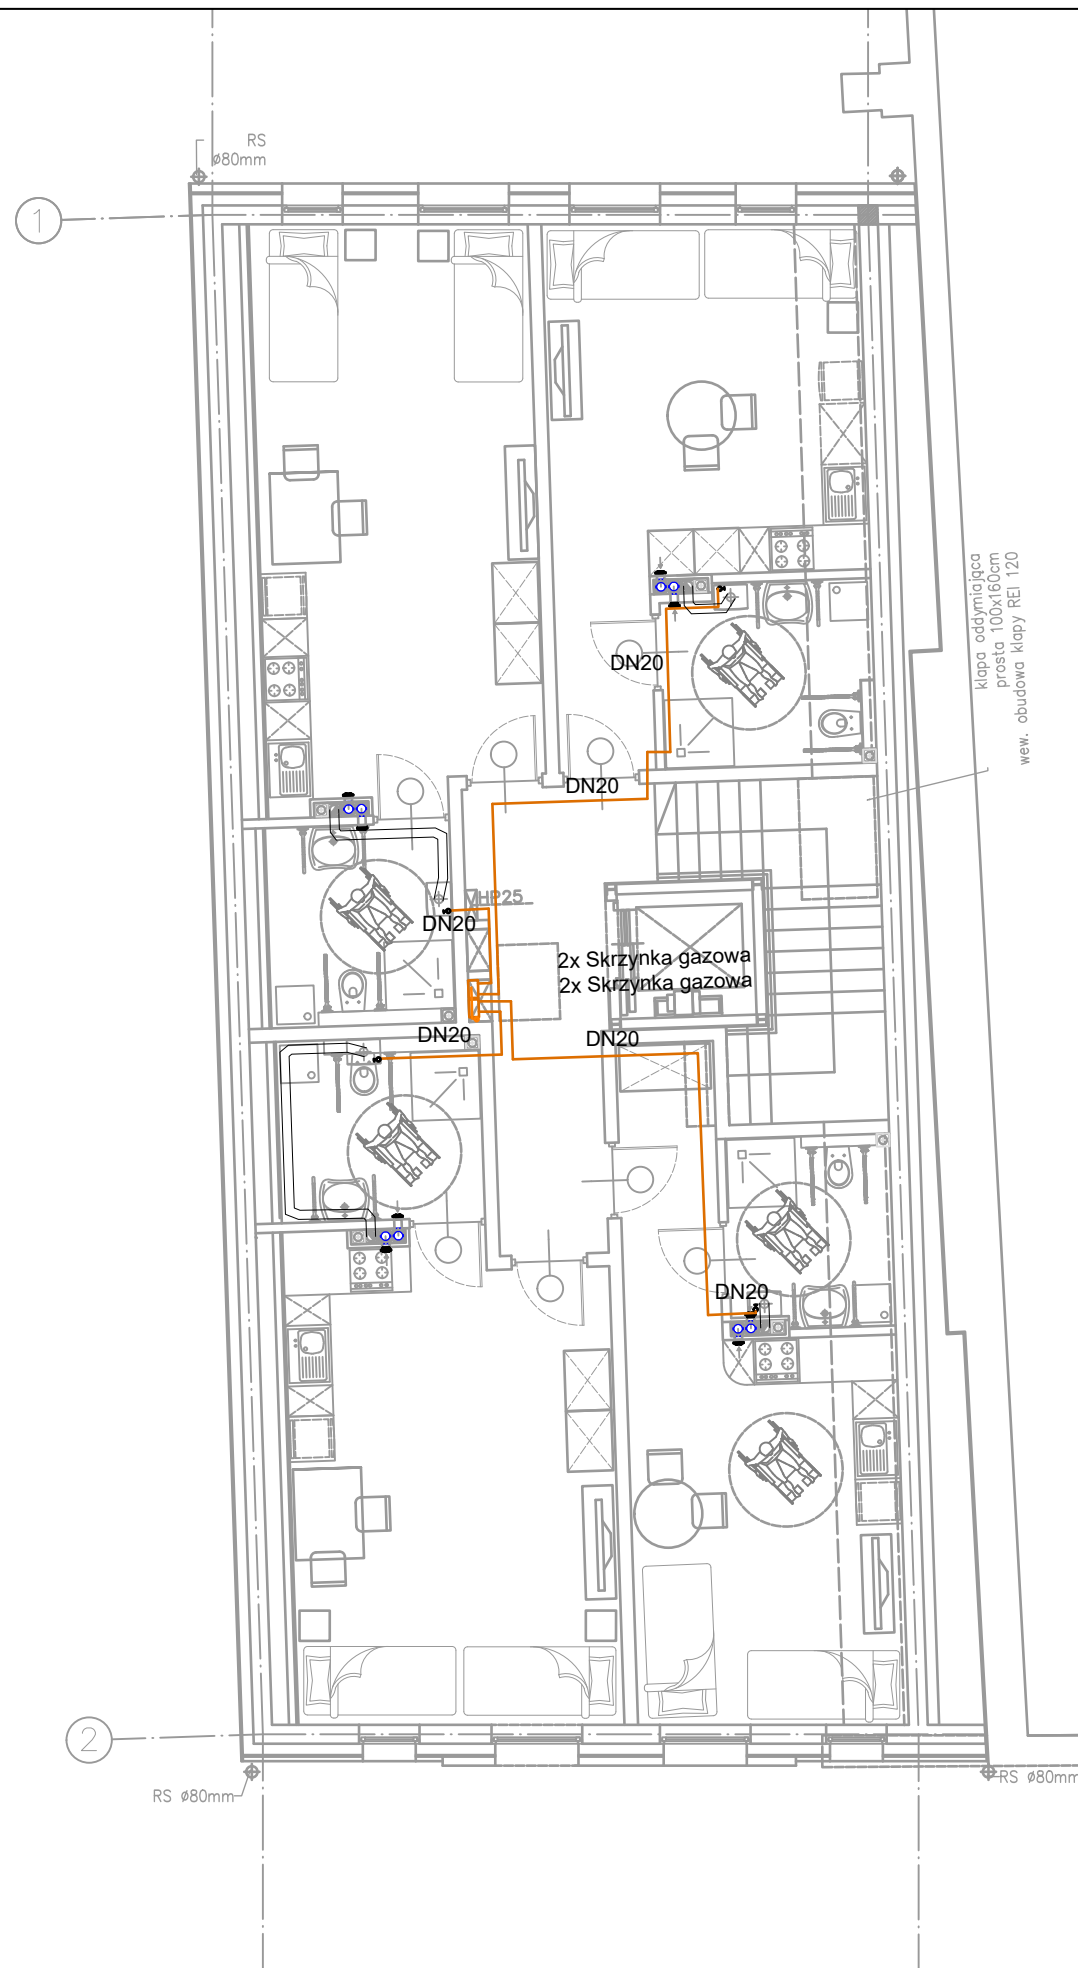 RS
ø80mm
1
klapa oddymiająca
prosta 100x160cm
wew. obudowa klapy REI 120
DN20
DN20
HP25
DN20
2x Skrzynka gazowa
2x Skrzynka gazowa
DN20
DN20
DN20
2
RS ø80mm
RS ø80mm